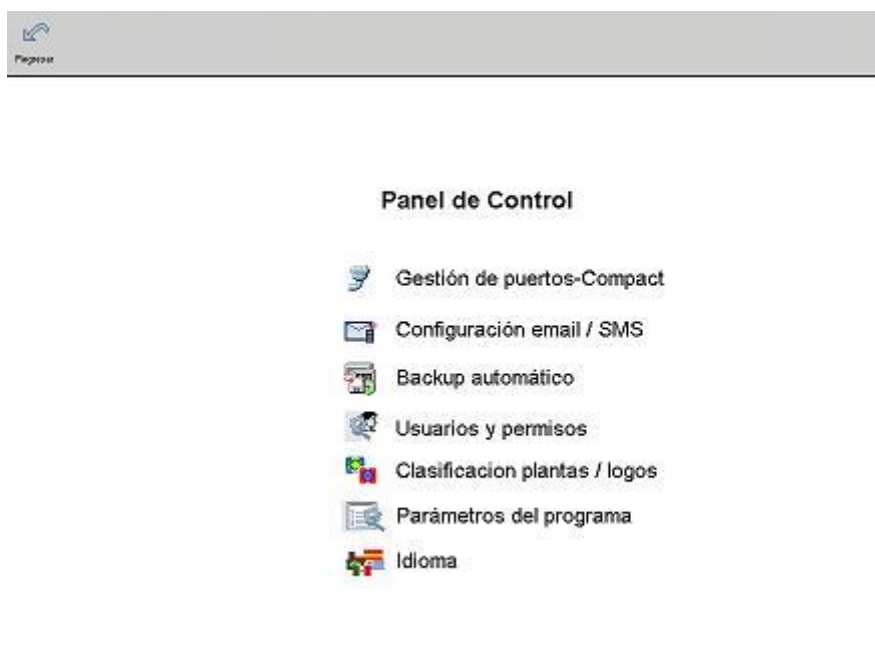 Regresar
Panel de Control
Gestión de puertos-Compact
Configuración email / SMS
Backup automático
Usuarios y permisos
Clasificacion plantas / logos
Parámetros del programa
Idioma